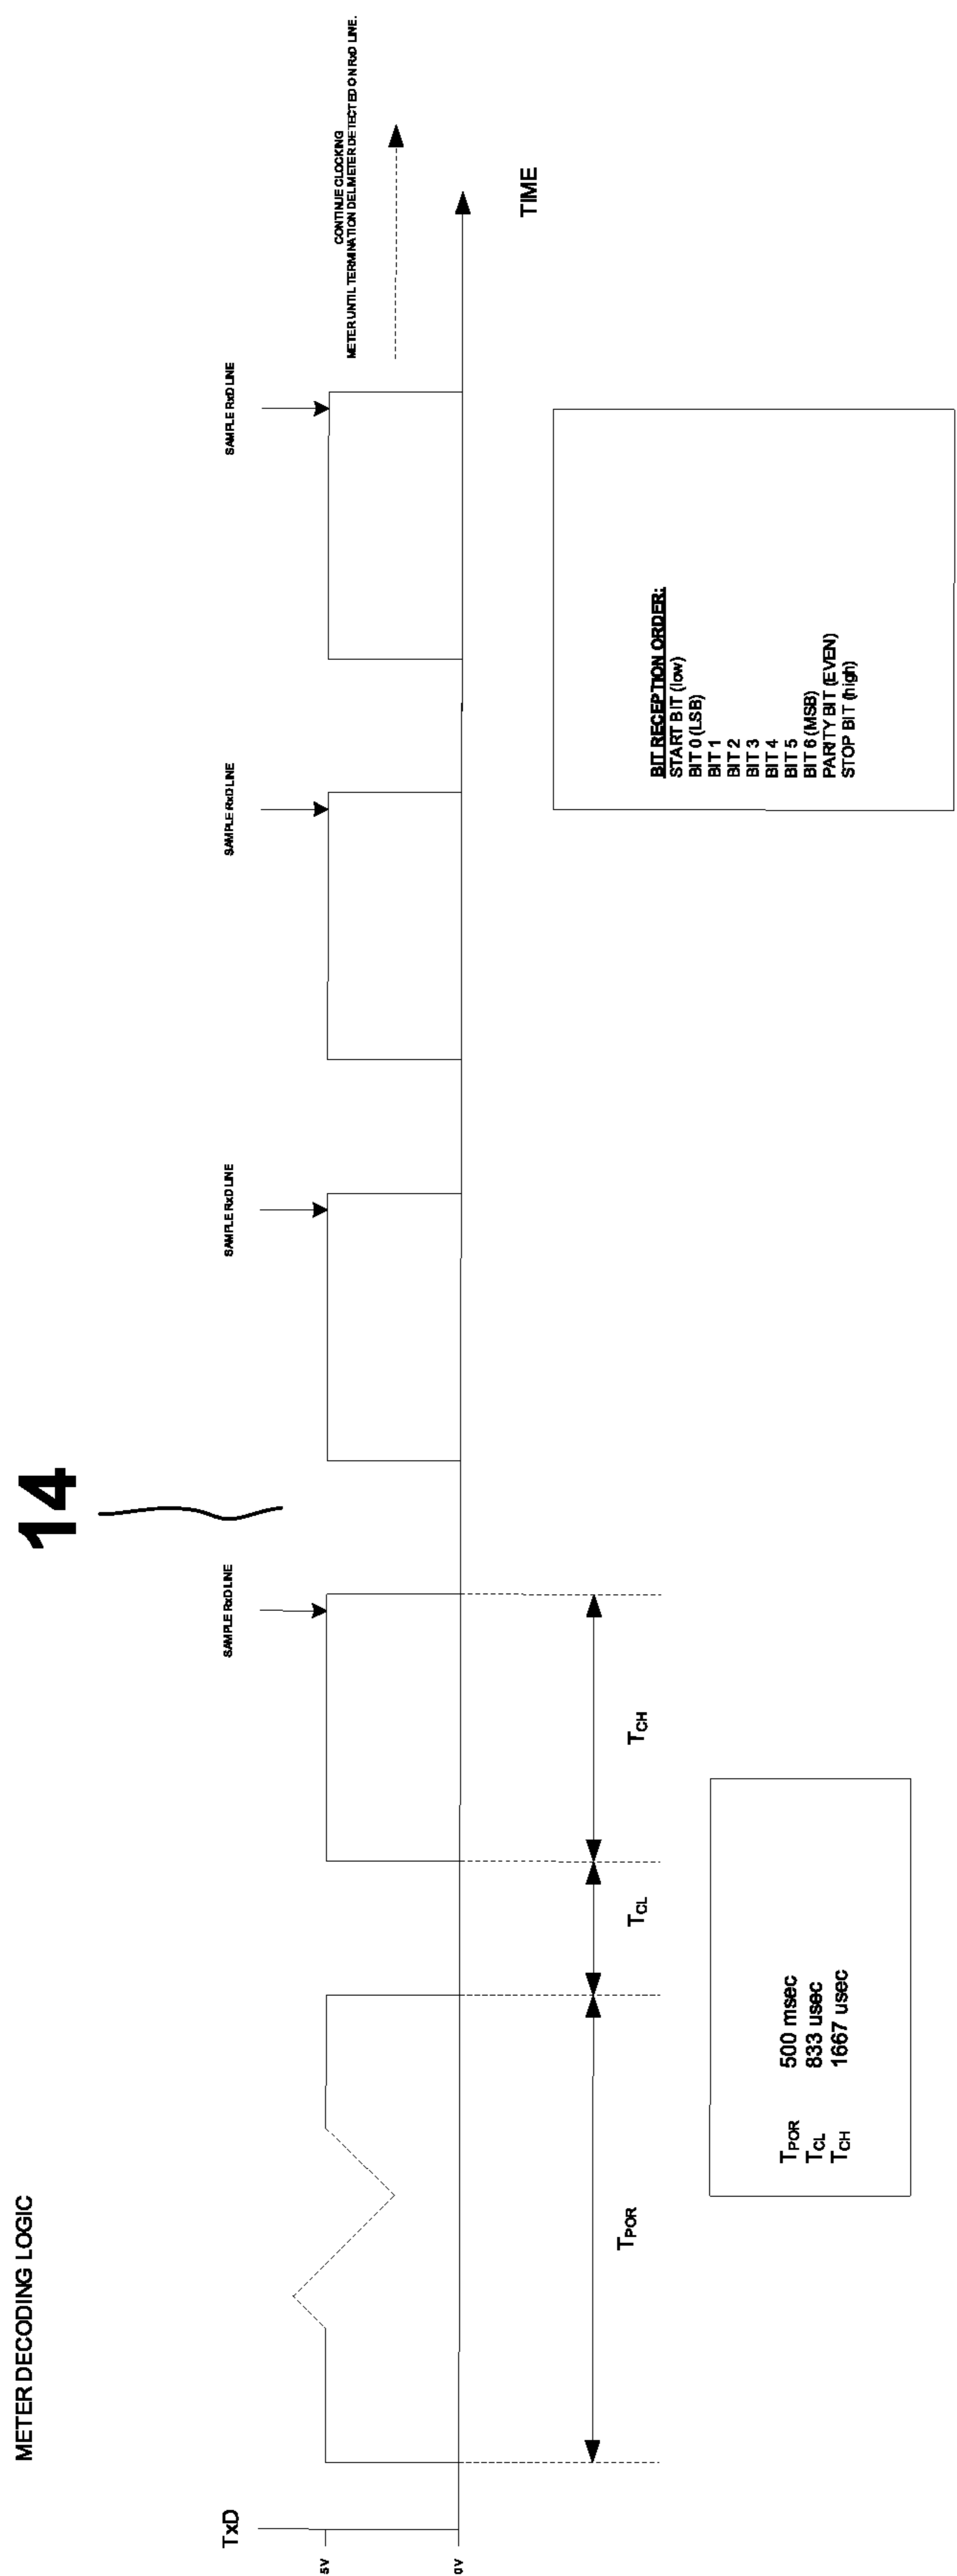 METER DECODING LOGIC
14
TxD
5V
0V
SAMPLE RxD LINE
SAMPLE RxD LINE
SAMPLE RxD LINE
SAMPLE RxD LINE
CONTINUE CLOCKING
METER UNTIL TERMINATION DELIMETER DETECTED ON RxD LINE.
TIME
TPOR
TCL
TCH
TPOR 500 msec
TCL 833 usec
TCH 1667 usec
BIT RECEPTION ORDER:
START BIT (low)
BIT 0 (LSB)
BIT 1
BIT 2
BIT 3
BIT 4
BIT 5
BIT 6 (MSB)
PARITY BIT (EVEN)
STOP BIT (high)